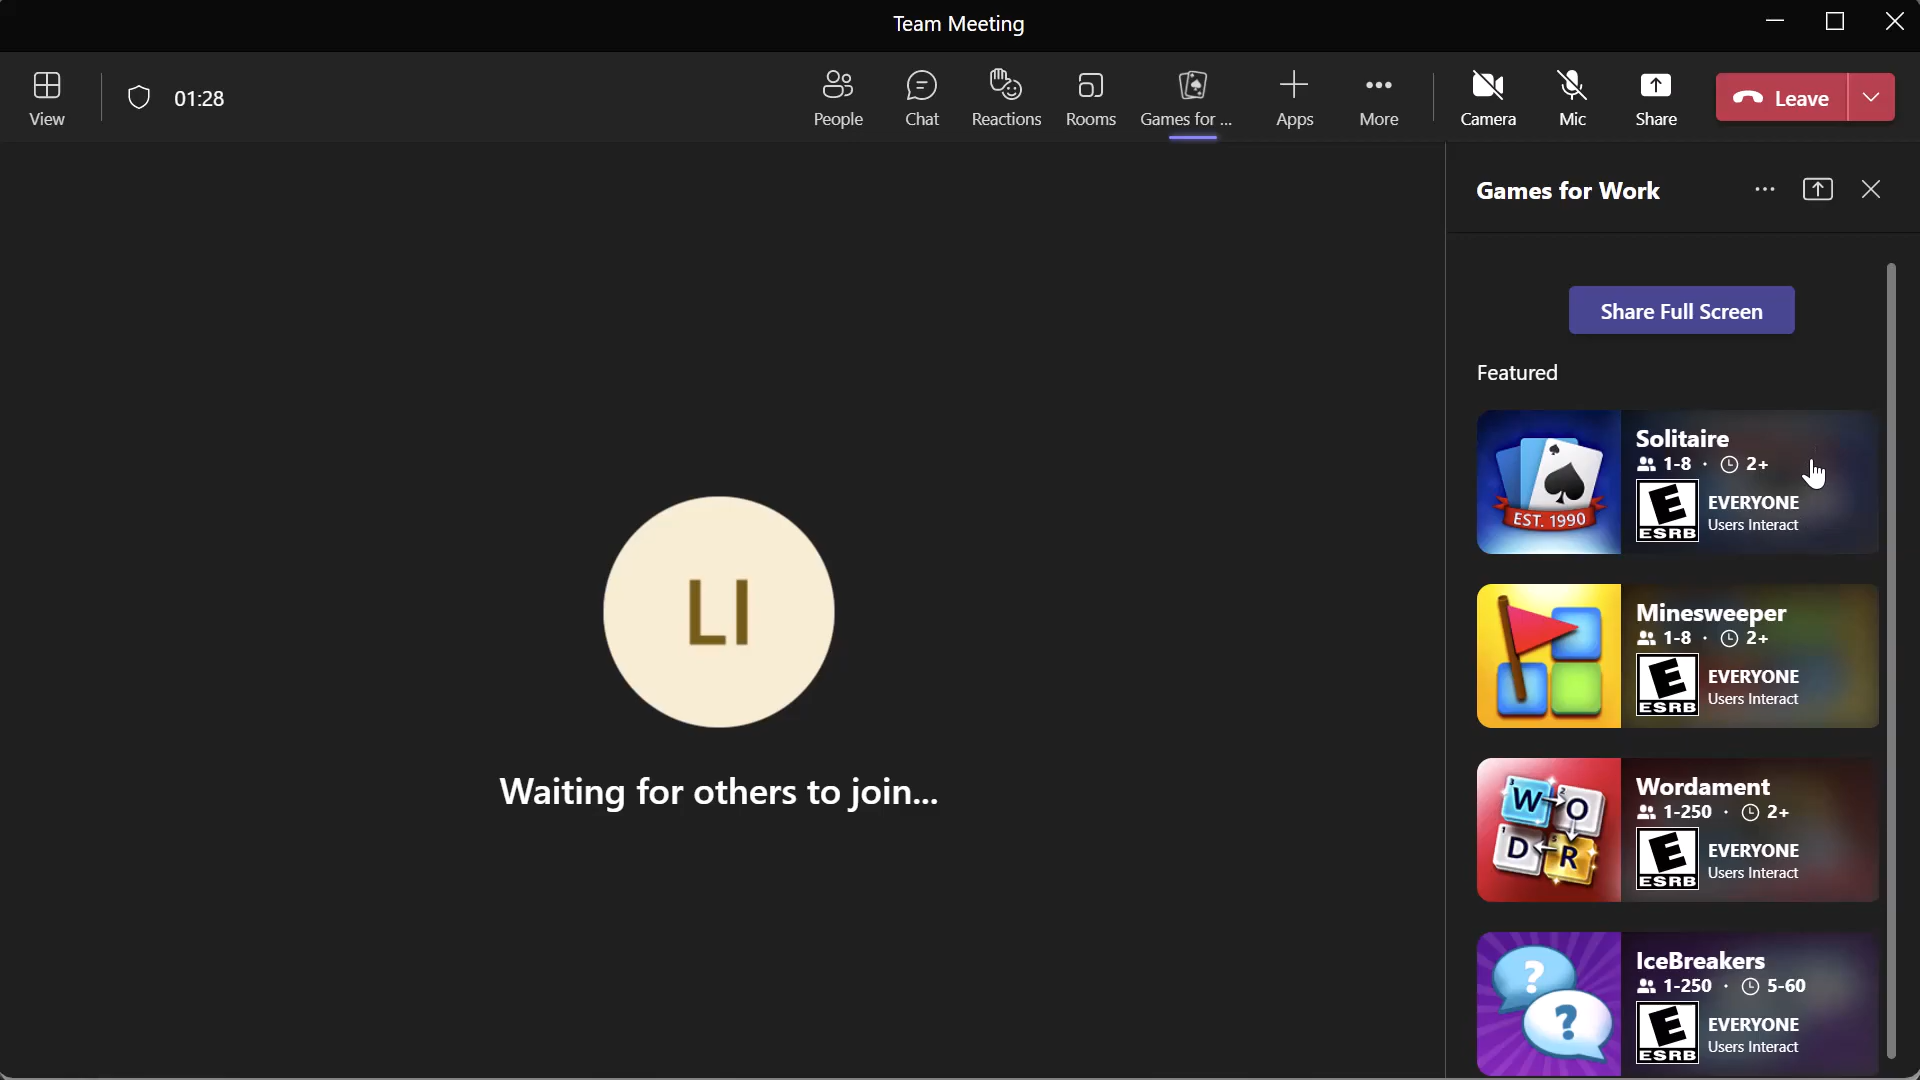 Team Meeting
View
01:28
People
Chat
Reactions
Rooms
Games for ...
Apps
More
Camera
Mic
Share
Leave
Games for Work
Share Full Screen
Featured
EST. 1990
Solitaire
1-8 · 2+
E
ESRB
EVERYONE
Users Interact
Minesweeper
1-8 · 2+
E
ESRB
EVERYONE
Users Interact
W O
D R
Wordament
1-250 · 2+
E
ESRB
EVERYONE
Users Interact
?
?
IceBreakers
1-250 · 5-60
E
ESRB
EVERYONE
Users Interact
LI
Waiting for others to join...